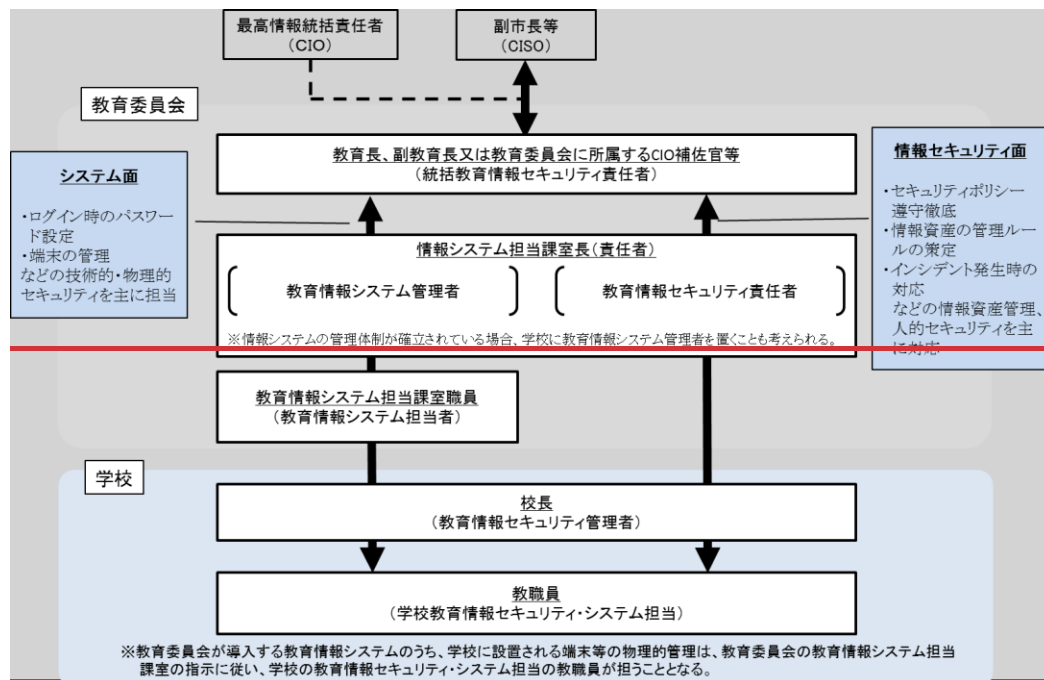 最高情報統括責任者
（CIO）
副市長等
（CISO）
教育委員会
教育長、副教育長又は教育委員会に所属するCIO補佐官等
（統括教育情報セキュリティ責任者）
システム面
・ログイン時のパスワー
ド設定
・端末の管理
などの技術的・物理的
セキュリティを主に担当
情報セキュリティ面
・セキュリティポリシー
遵守徹底
・情報資産の管理ルー
ルの策定
・インシデント発生時の
対応
などの情報資産管理、
人的セキュリティを主
に対応
情報システム担当課室長（責任者）
教育情報システム管理者
教育情報セキュリティ責任者
※情報システムの管理体制が確立されている場合、学校に教育情報システム管理者を置くことも考えられる。
教育情報システム担当課室職員
（教育情報システム担当者）
学校
校長
（教育情報セキュリティ管理者）
教職員
（学校教育情報セキュリティ・システム担当）
※教育委員会が導入する教育情報システムのうち、学校に設置される端末等の物理的管理は、教育委員会の教育情報システム担当
課室の指示に従い、学校の教育情報セキュリティ・システム担当の教職員が担うこととなる。